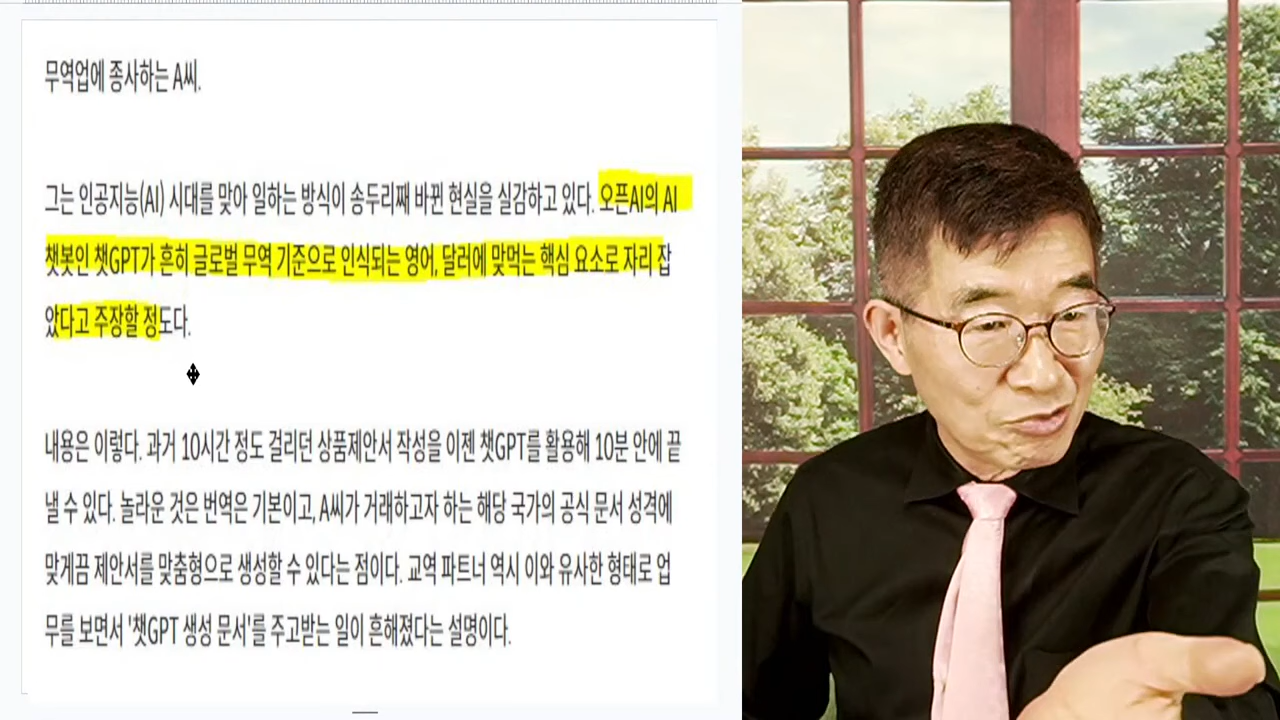 무역업에 종사하는 A씨.
그는 인공지능(AI) 시대를 맞아 일하는 방식이 송두리째 바뀐 현실을 실감하고 있다. 오픈AI의 AI
챗봇인 챗GPT가 흔히 글로벌 무역 기준으로 인식되는 영어, 달러에 맞먹는 핵심 요소로 자리 잡
았다고 주장할 정도다.
내용은 이렇다. 과거 10시간 정도 걸리던 상품제안서 작성을 이젠 챗GPT를 활용해 10분 안에 끝
낼 수 있다. 놀라운 것은 번역은 기본이고, A씨가 거래하고자 하는 해당 국가의 공식 문서 성격에
맞게끔 제안서를 맞춤형으로 생성할 수 있다는 점이다. 교역 파트너 역시 이와 유사한 형태로 업
무를 보면서 '챗GPT 생성 문서'를 주고받는 일이 흔해졌다는 설명이다.